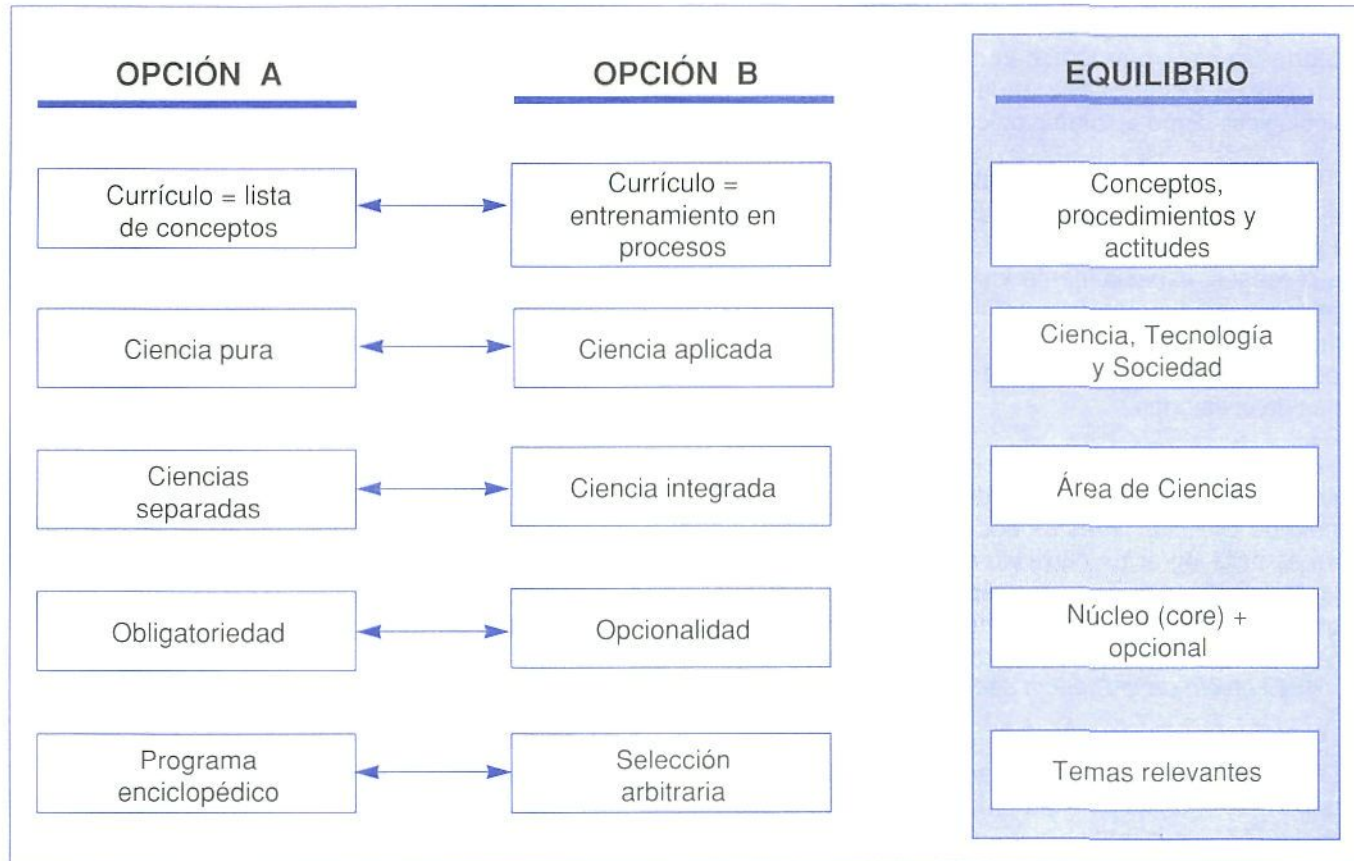 OPCIÓN A
OPCIÓN B
EQUILIBRIO
Currículo = lista
de conceptos
Currículo =
entrenamiento en
procesos
Conceptos,
procedimientos y
actitudes
Ciencia pura
Ciencia aplicada
Ciencia, Tecnología
y Sociedad
Ciencias
separadas
Ciencia integrada
Área de Ciencias
Obligatoriedad
Opcionalidad
Núcleo (core) +
opcional
Programa
enciclopédico
Selección
arbitraria
Temas relevantes